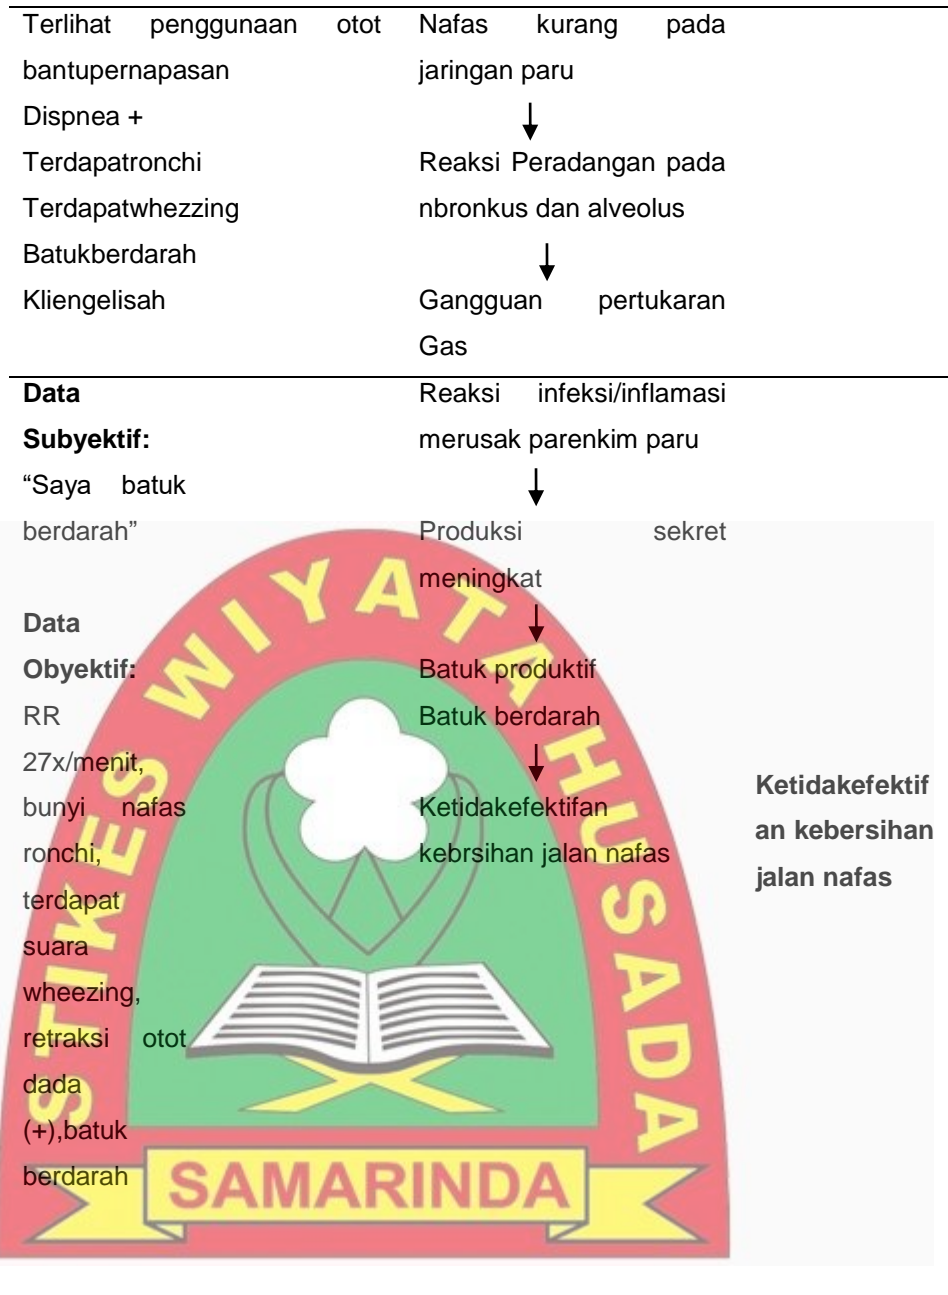 Terlihat penggunaan otot
bantupernapasan
Dispnea +
Terdapatronchi
Terdapatwhezzing
Batukberdarah
Kliengelisah
Nafas kurang pada
jaringan paru
Reaksi Peradangan pada
nbronkus dan alveolus
Gangguan pertukaran
Gas
Data
Subyektif:
“Saya batuk
berdarah”
Data
Obyektif:
RR
27x/menit,
bunyi nafas
ronchi,
terdapat
suara
wheezing,
retraksi otot
dada
(+),batuk
berdarah
Reaksi infeksi/inflamasi
merusak parenkim paru
Produksi sekret
meningkat
Batuk produktif
Batuk berdarah
Ketidakefektifan
kebrsihan jalan nafas
Ketidakefektif
an kebersihan
jalan nafas
STIKES WIYATA HUSADA
SAMARINDA